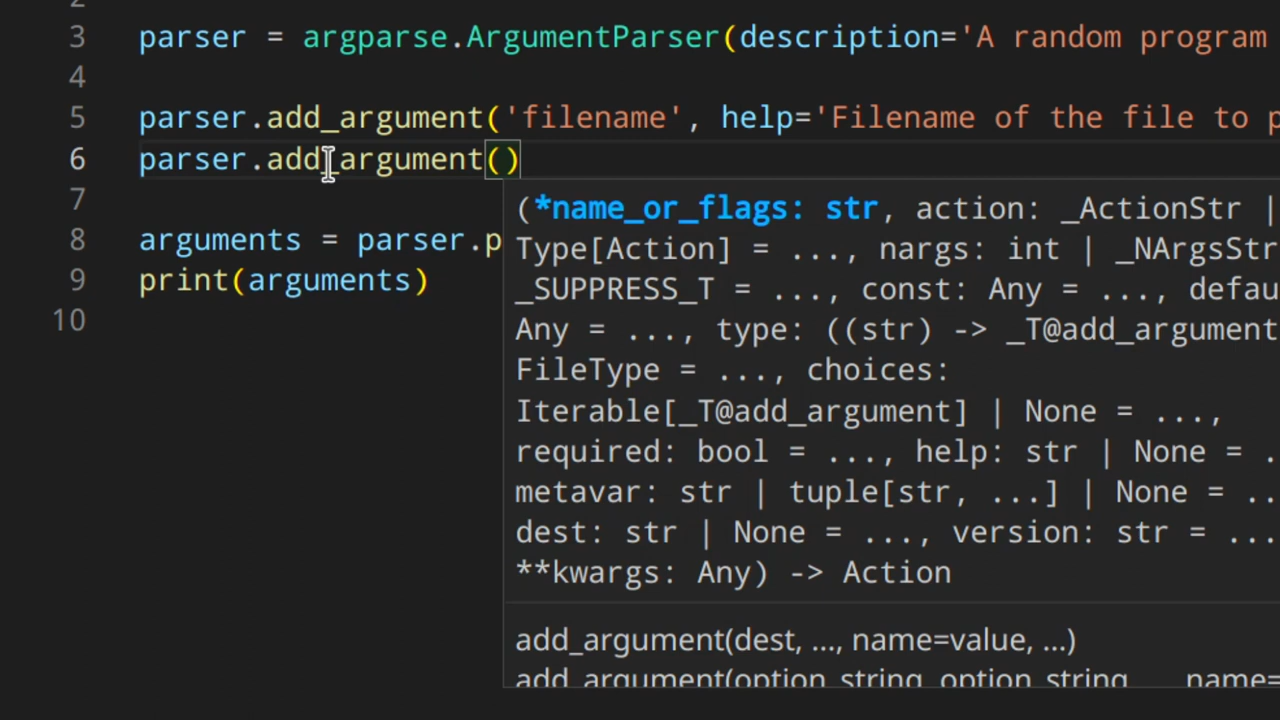 2
3 parser = argparse.ArgumentParser(description='A random program
4
5 parser.add_argument('filename', help='Filename of the file to p
6 parser.add_argument()
7
8 arguments = parser.p
9 print(arguments)
10
(*name_or_flags: str, action: _ActionStr |
Type[Action] = ..., nargs: int | _NArgsStr
_SUPPRESS_T = ..., const: Any = ..., defau
Any = ..., type: ((str) -> _T@add_argument
FileType = ..., choices:
Iterable[_T@add_argument] | None = ...,
required: bool = ..., help: str | None = .
metavar: str | tuple[str, ...] | None = ..
dest: str | None = ..., version: str = ...
**kwargs: Any) -> Action
add_argument(dest, ..., name=value, ...)
add_argument(option_string, option_string, ... name=